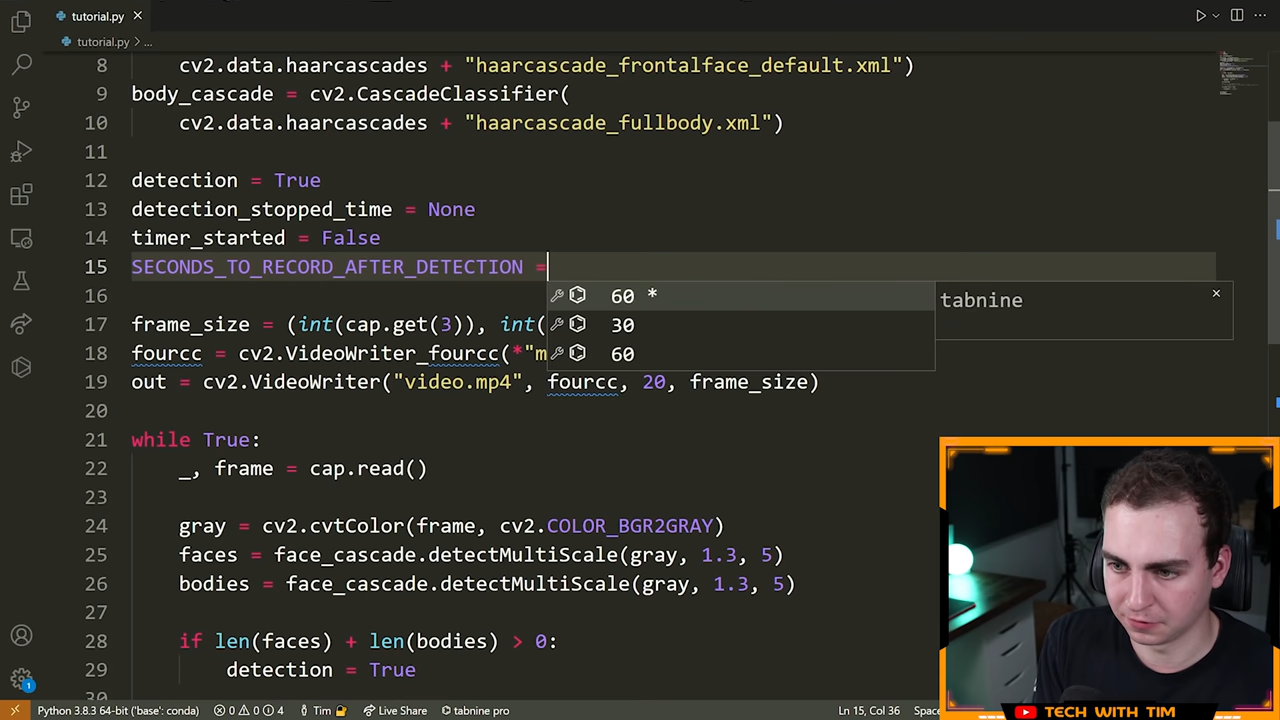 tutorial.py
tutorial.py > ...
8 cv2.data.haarcascades + "haarcascade_frontalface_default.xml")
9 body_cascade = cv2.CascadeClassifier(
10 cv2.data.haarcascades + "haarcascade_fullbody.xml")
11
12 detection = True
13 detection_stopped_time = None
14 timer_started = False
15 SECONDS_TO_RECORD_AFTER_DETECTION =
16 60 *
tabnine
17 frame_size = (int(cap.get(3)), int(
30
18 fourcc = cv2.VideoWriter_fourcc(*"m
60
19 out = cv2.VideoWriter("video.mp4", fourcc, 20, frame_size)
20
21 while True:
22 _, frame = cap.read()
23
24 gray = cv2.cvtColor(frame, cv2.COLOR_BGR2GRAY)
25 faces = face_cascade.detectMultiScale(gray, 1.3, 5)
26 bodies = face_cascade.detectMultiScale(gray, 1.3, 5)
27
28 if len(faces) + len(bodies) > 0:
29 detection = True
30
1
Python 3.8.3 64-bit ('base': conda) 0 0 4 Tim Live Share tabnine pro Ln 15, Col 36 Spac
TECH WITH TIM